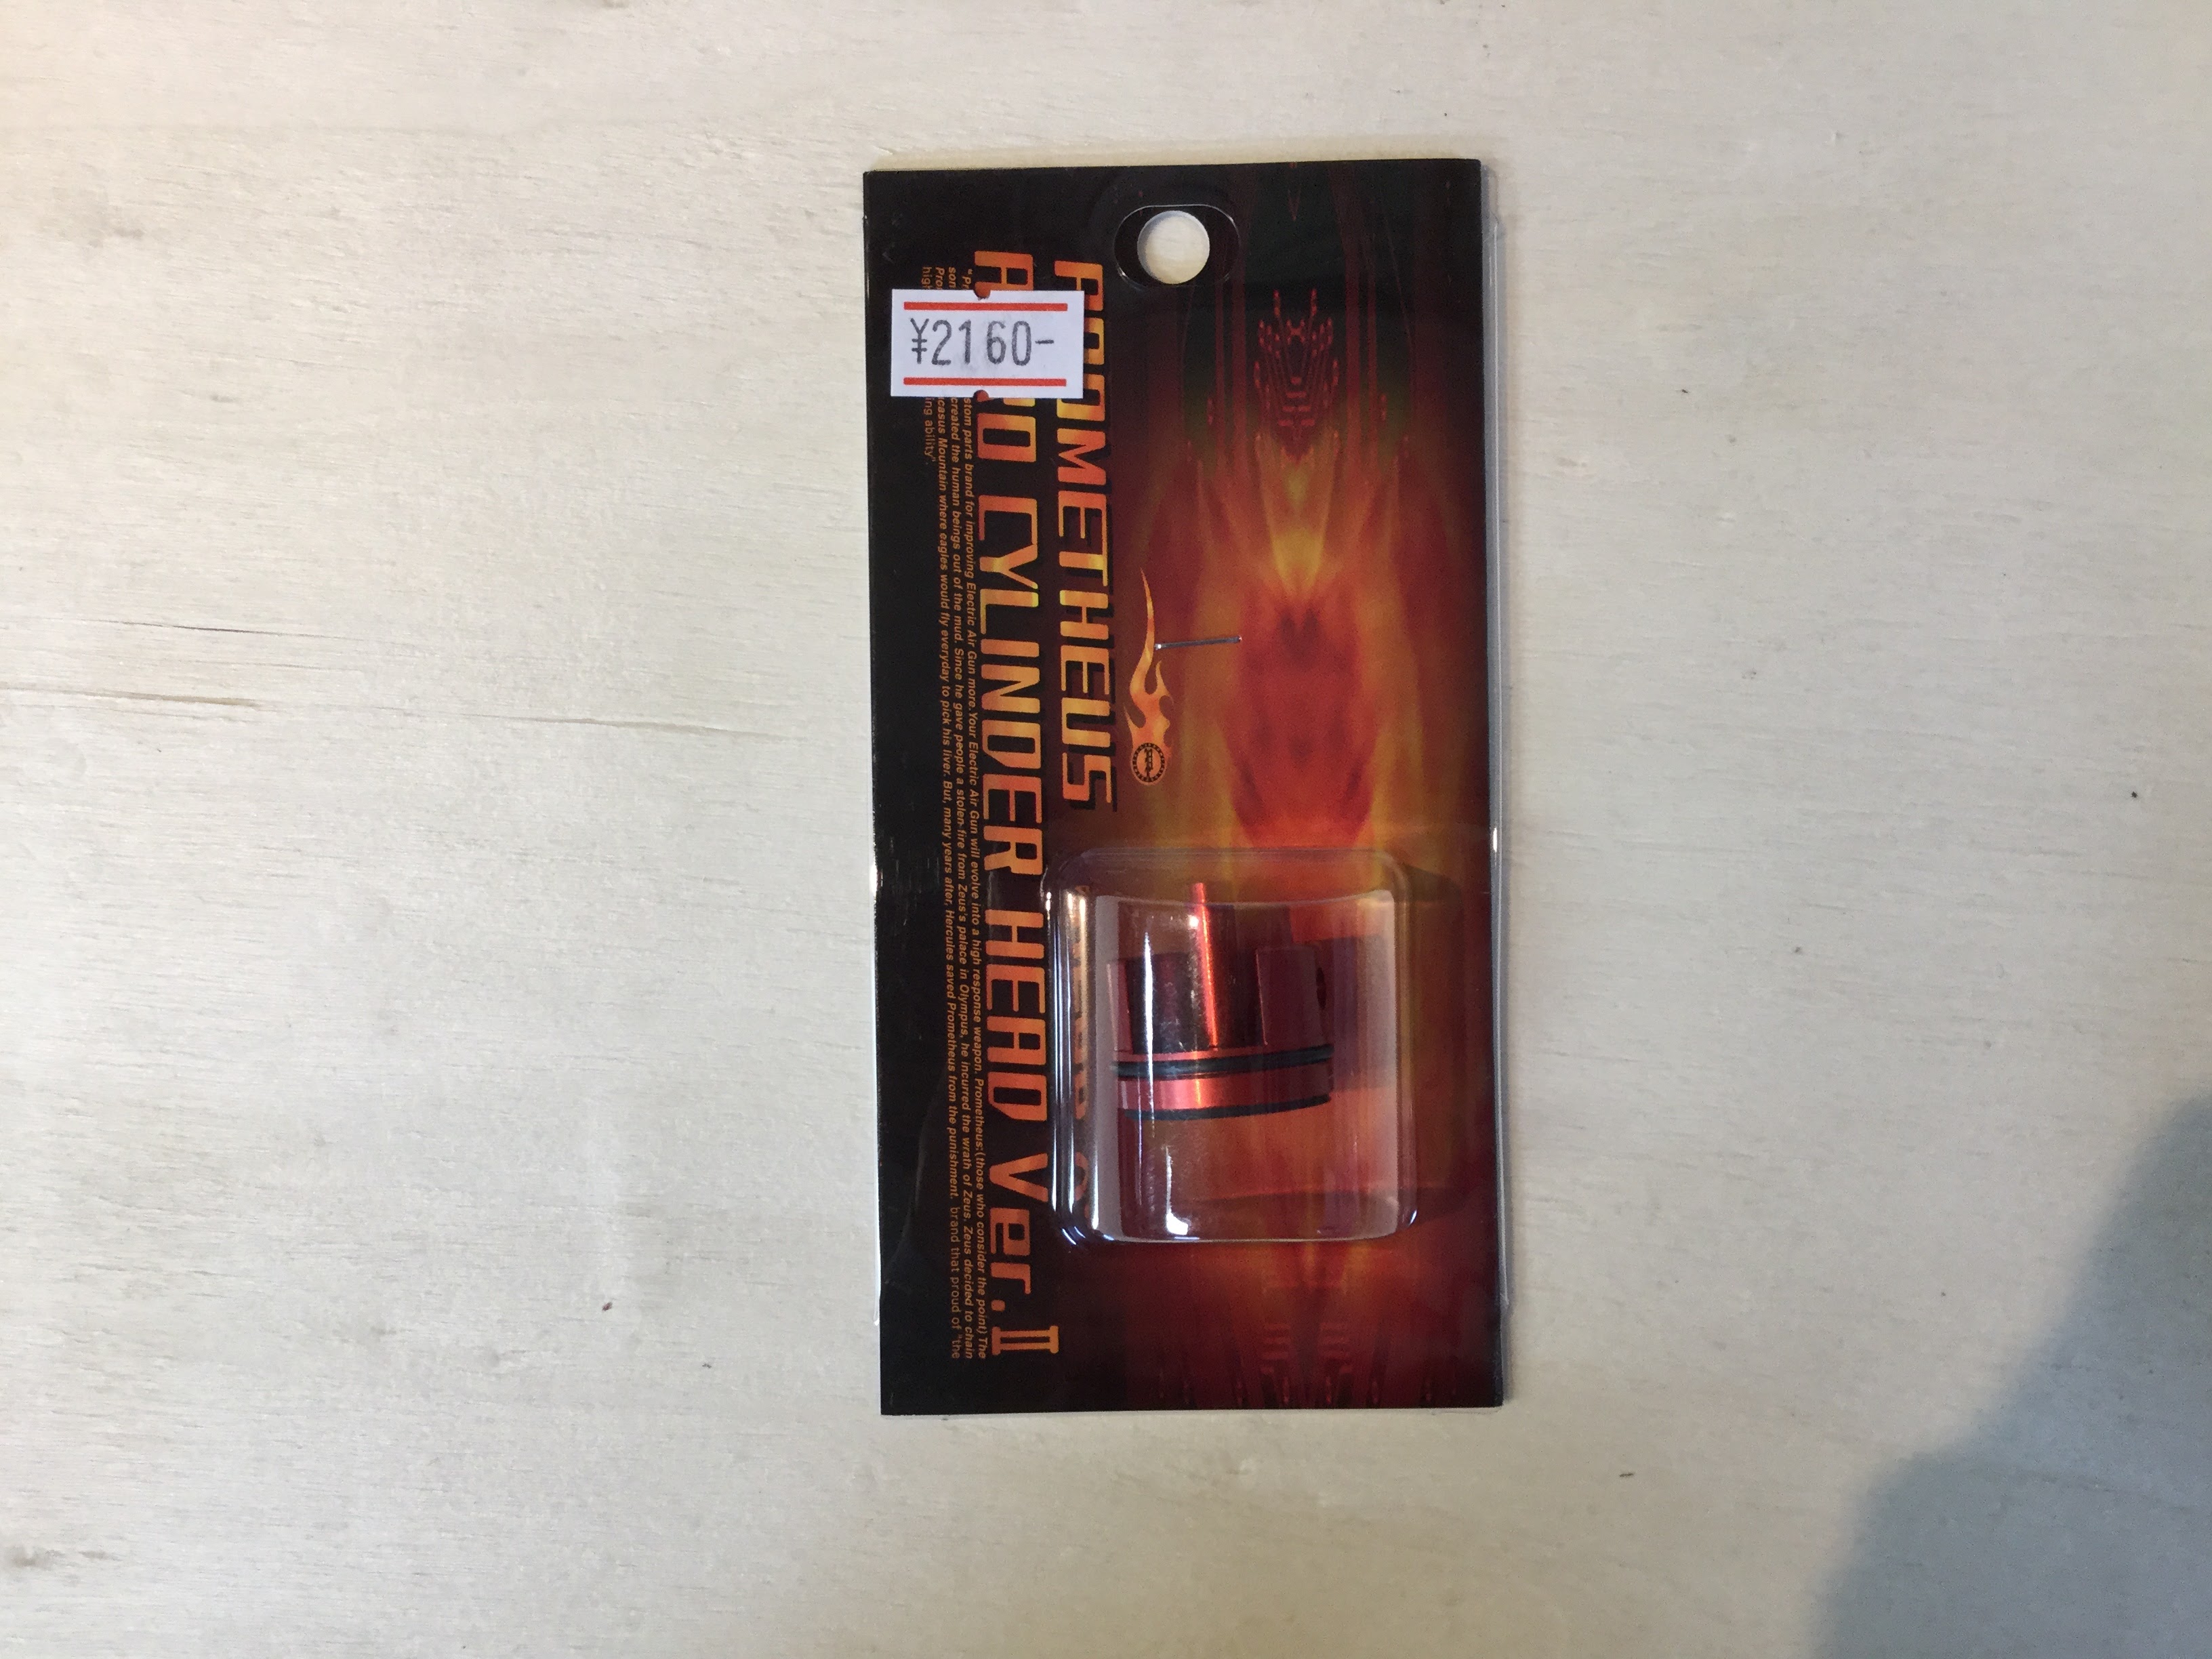 ¥2160-
PROMETHEUS
CYLINDER HEAD Ver.II
stom parts brand for improving Electric Air Gun more.Your Electric Air Gun will evolve into a high response weapon. Prometheus:(those who consider the point) The
created the human beings out of the mud. Since he gave people a stolen-fire from Zeus's palace in Olympus, he incurred the wrath of Zeus. Zeus decided to chain
casus Mountain where eagles would fly everyday to pick his liver. But, many years after, Hercules saved Prometheus from the punishment. brand that proud of "the
high ing ability".